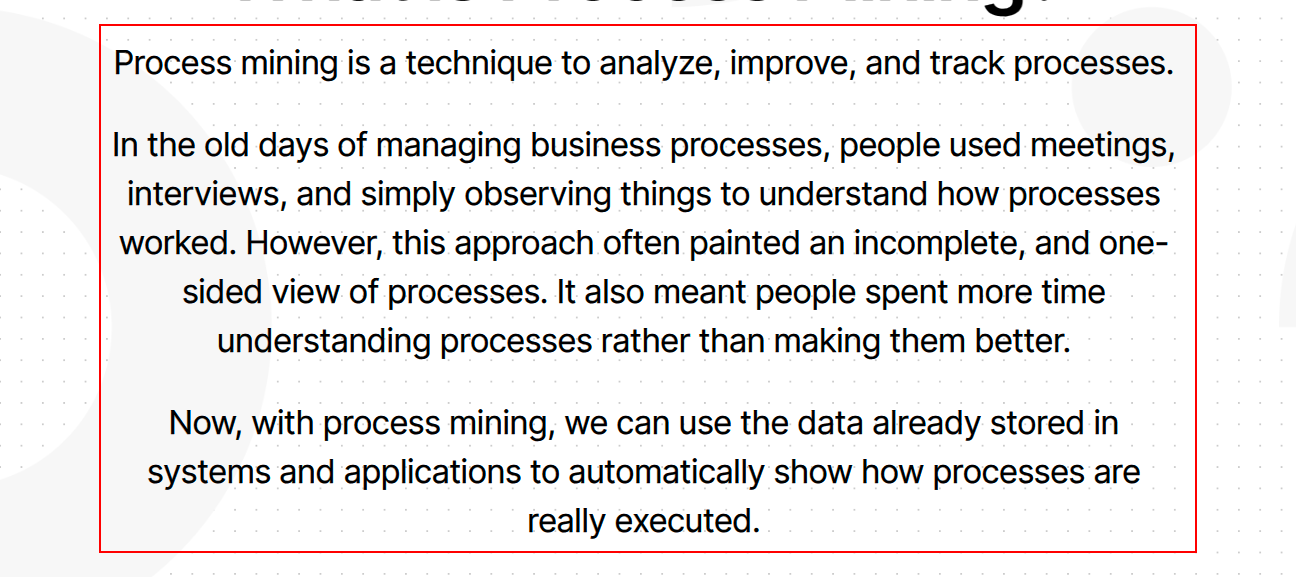 Process mining is a technique to analyze, improve, and track processes.
In the old days of managing business processes, people used meetings,
interviews, and simply observing things to understand how processes
worked. However, this approach often painted an incomplete, and one-
sided view of processes. It also meant people spent more time
understanding processes rather than making them better.
Now, with process mining, we can use the data already stored in
systems and applications to automatically show how processes are
really executed.